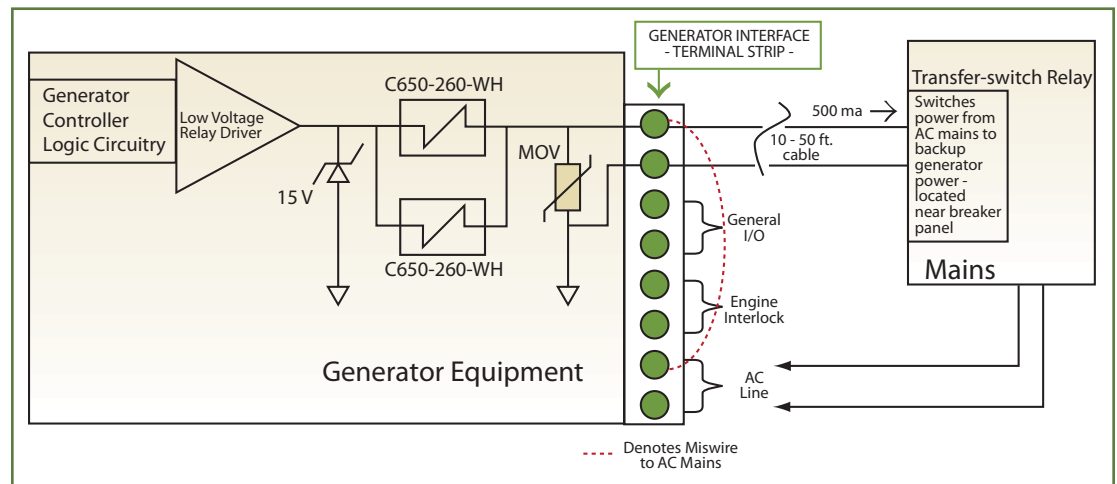 GENERATOR INTERFACE
- TERMINAL STRIP -
Generator
Controller
Logic Circuitry
Low Voltage
Relay Driver
C650-260-WH
15 V
C650-260-WH
MOV
500 ma
10 - 50 ft.
cable
Transfer-switch Relay
Switches
power from
AC mains to
backup
generator
power -
located
near breaker
panel
Mains
General
I/O
Engine
Interlock
AC
Line
Generator Equipment
Denotes Miswire
to AC Mains